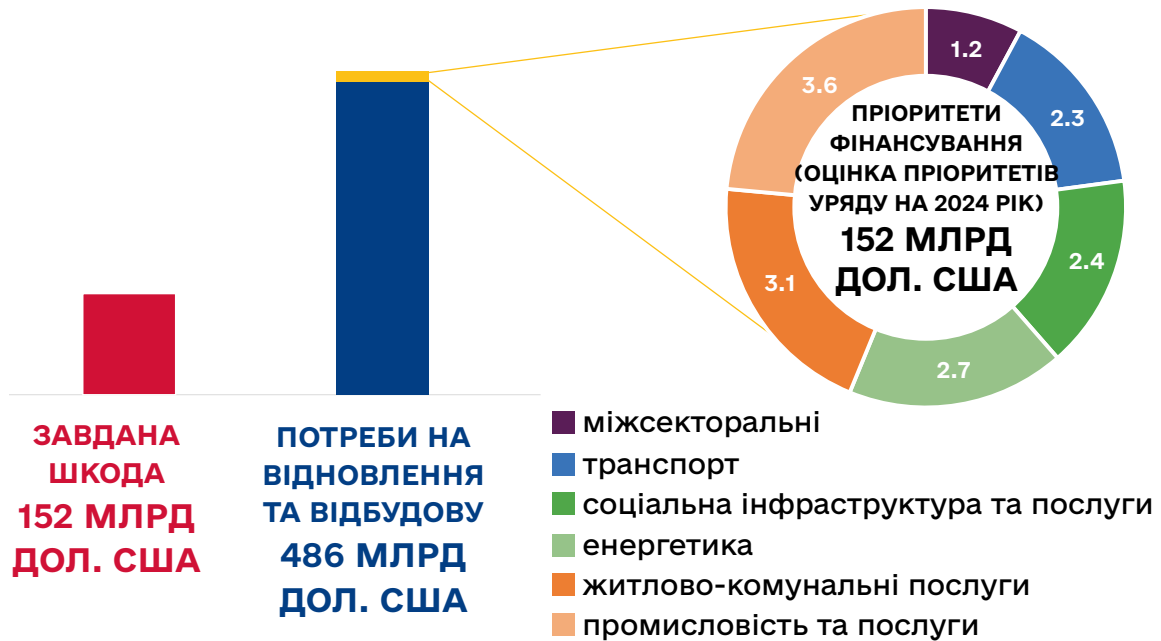 ЗАВДАНА
ШКОДА
152 МЛРД
ДОЛ. США
ПОТРЕБИ НА
ВІДНОВЛЕННЯ
ТА ВІДБУДОВУ
486 МЛРД
ДОЛ. США
1.2
2.3
2.4
2.7
3.1
3.6
ПРІОРИТЕТИ
ФІНАНСУВАННЯ
(ОЦІНКА ПРІОРИТЕТІВ
УРЯДУ НА 2024 РІК)
152 МЛРД
ДОЛ. США
міжсекторальні
транспорт
соціальна інфраструктура та послуги
енергетика
житлово-комунальні послуги
промисловість та послуги